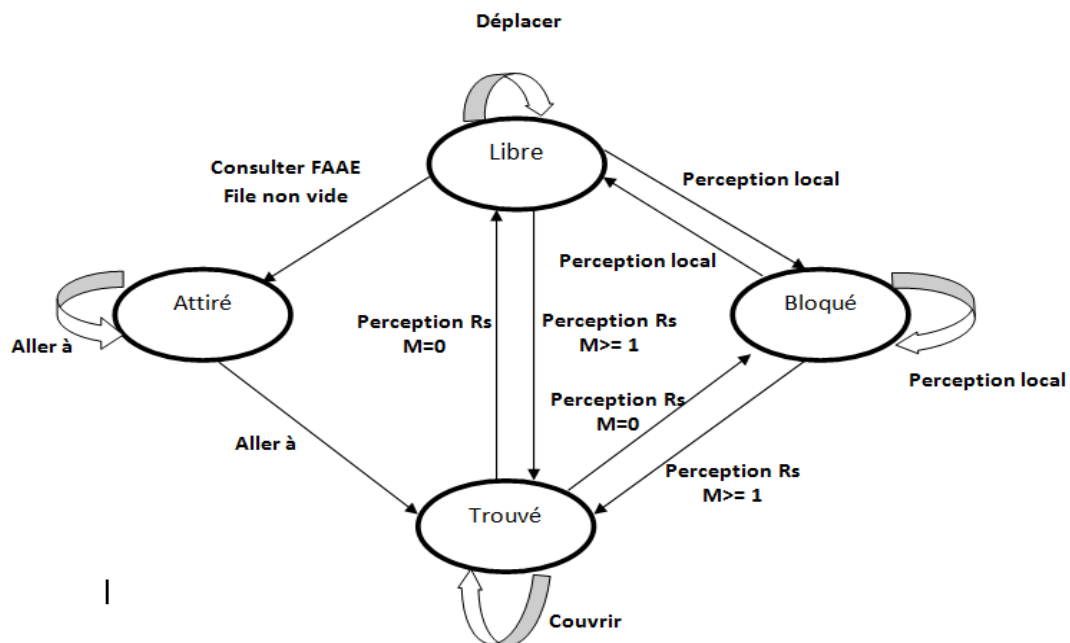 Déplacer
Libre
Consulter FAAE
File non vide
Perception local
Perception local
Attiré
Bloqué
Aller à
Perception Rs
M=0
Perception Rs
M>= 1
Perception local
Perception Rs
M=0
Aller à
Perception Rs
M>= 1
Trouvé
Couvrir